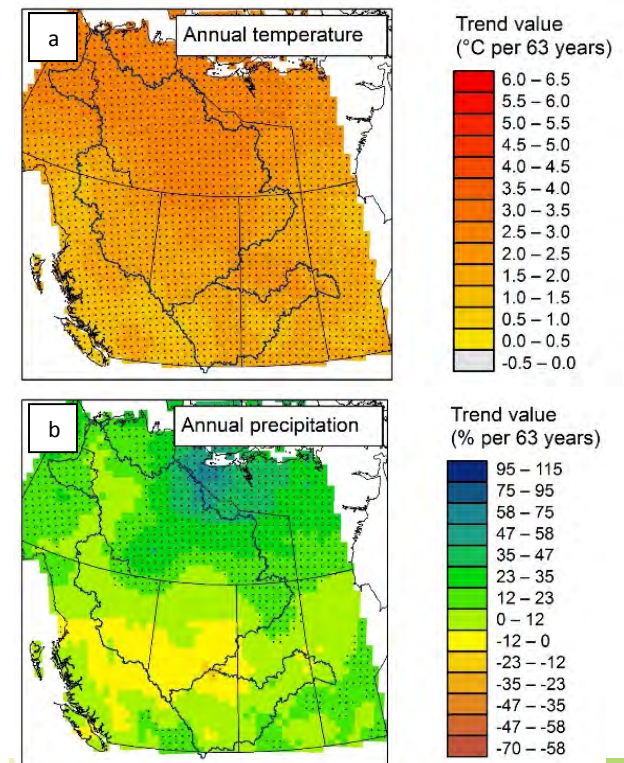 a
Annual temperature
Trend value
(°C per 63 years)
6.0 – 6.5
5.5 – 6.0
5.0 – 5.5
4.5 – 5.0
4.0 – 4.5
3.5 – 4.0
3.0 – 3.5
2.5 – 3.0
2.0 – 2.5
1.5 – 2.0
1.0 – 1.5
0.5 – 1.0
0.0 – 0.5
-0.5 – 0.0
b
Annual precipitation
Trend value
(% per 63 years)
95 – 115
75 – 95
58 – 75
47 – 58
35 – 47
23 – 35
12 – 23
0 – 12
-12 – 0
-23 – -12
-35 – -23
-47 – -35
-47 – -58
-70 – -58